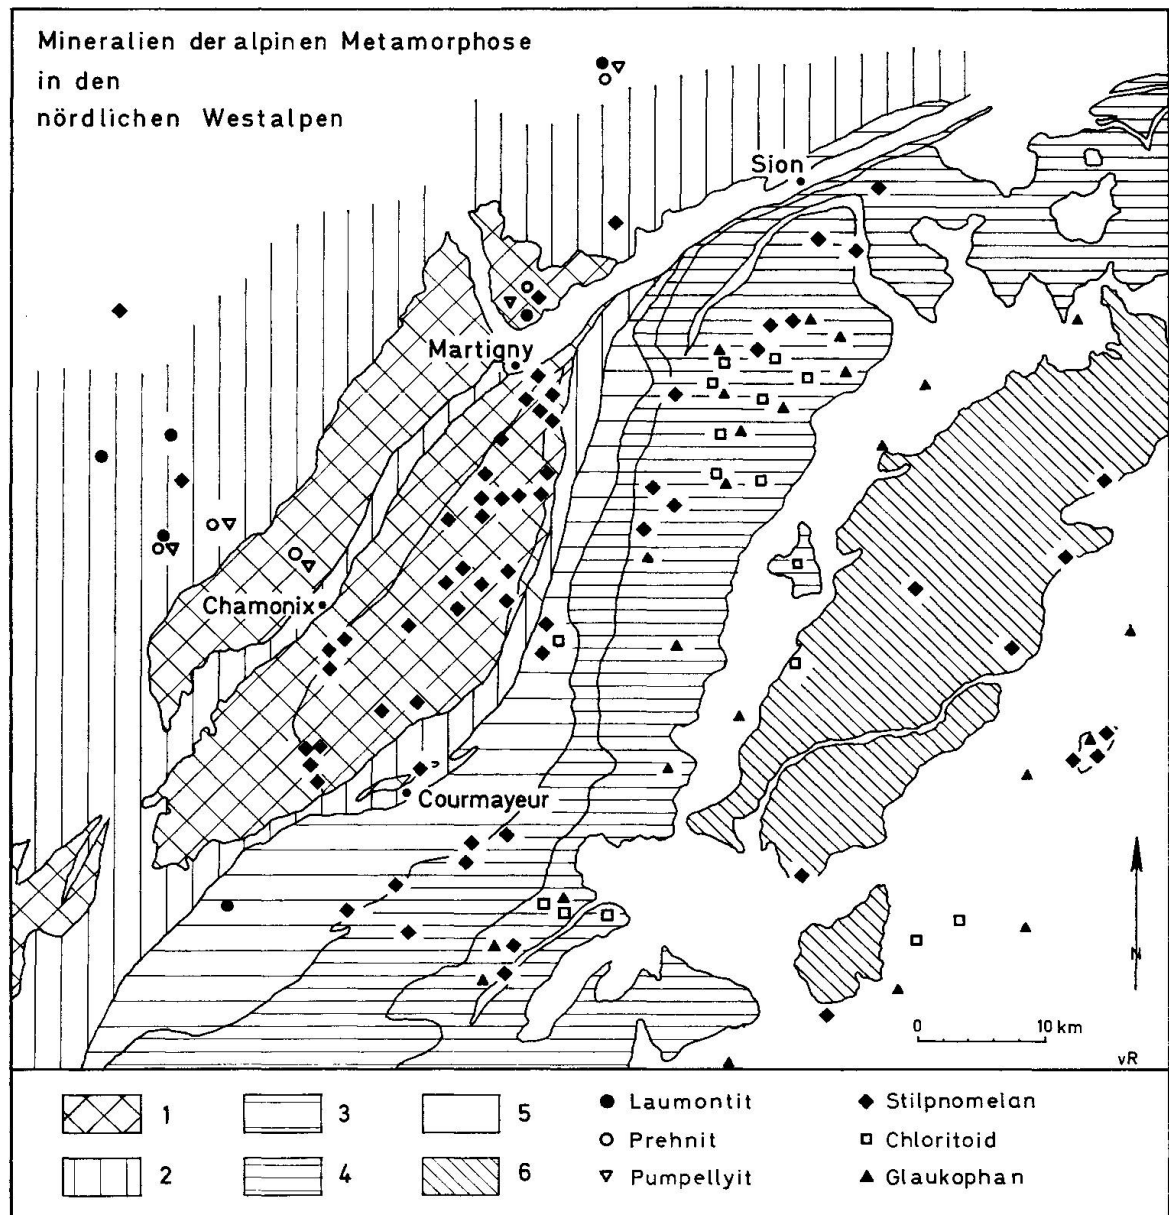 Mineralien der alpinen Metamorphose
in den
nördlichen Westalpen
Sion
Martigny
Chamonix
Courmayeur
N
0 10 km
vR
1 3 5 Laumontit Stilpnomelan
Prehnit Chloritoid
2 4 6 Pumpellyit Glaukophan